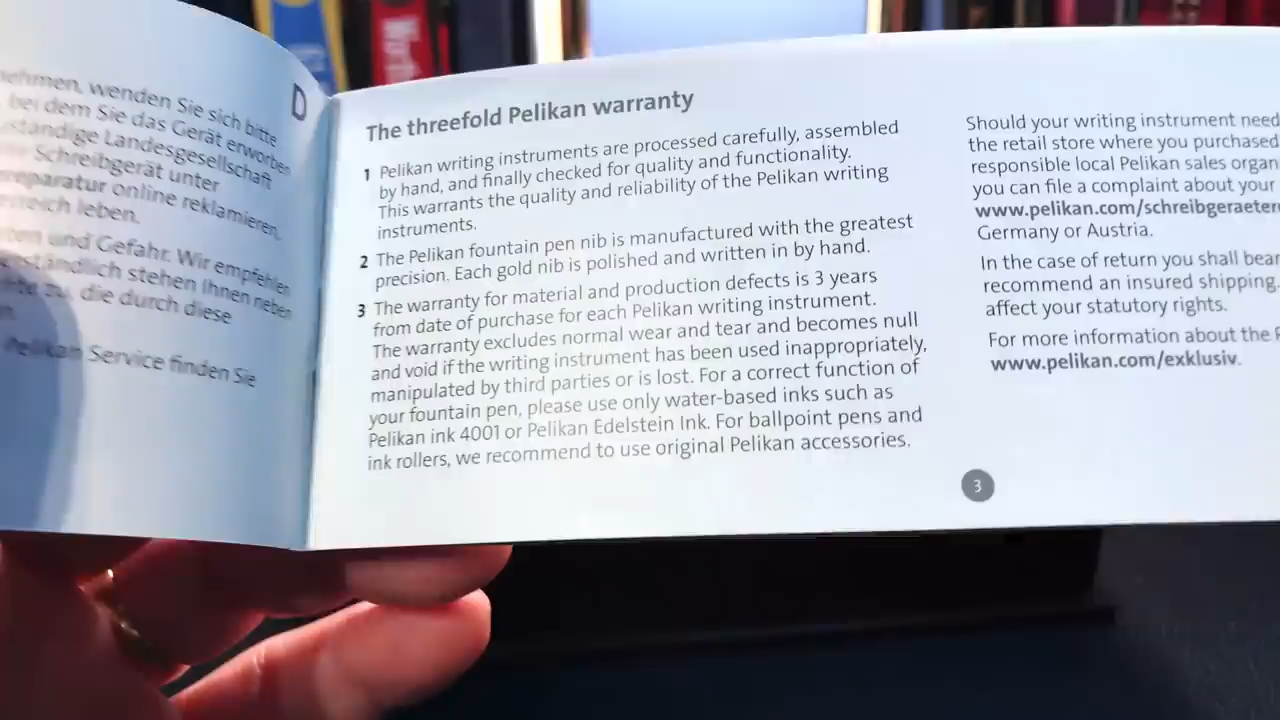 nehmen, wenden Sie sich bitte
bei dem Sie das Gerät erworben
ständige Landesgesellschaft
Schreibgerät unter
reparatur online reklamieren,
erreich leben.
und Gefahr. Wir empfehlen
verständlich stehen Ihnen neben
zu, die durch diese
Pelikan Service finden Sie
D
The threefold Pelikan warranty
1 Pelikan writing instruments are processed carefully, assembled
by hand, and finally checked for quality and functionality.
This warrants the quality and reliability of the Pelikan writing
instruments.
2 The Pelikan fountain pen nib is manufactured with the greatest
precision. Each gold nib is polished and written in by hand.
3 The warranty for material and production defects is 3 years
from date of purchase for each Pelikan writing instrument.
The warranty excludes normal wear and tear and becomes null
and void if the writing instrument has been used inappropriately,
manipulated by third parties or is lost. For a correct function of
your fountain pen, please use only water-based inks such as
Pelikan ink 4001 or Pelikan Edelstein Ink. For ballpoint pens and
ink rollers, we recommend to use original Pelikan accessories.
Should your writing instrument need
the retail store where you purchased
responsible local Pelikan sales organ
you can file a complaint about your
www.pelikan.com/schreibgeraeter
Germany or Austria.
In the case of return you shall bear
recommend an insured shipping.
affect your statutory rights.
For more information about the
www.pelikan.com/exklusiv.
3